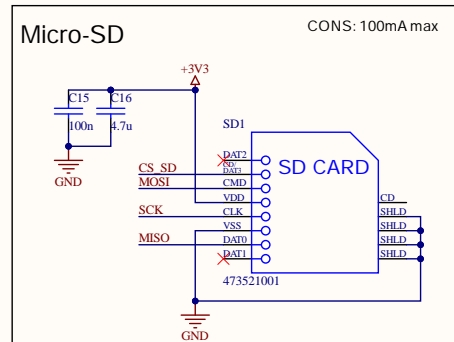 Micro-SD
CONS: 100mA max
+3V3
C15
C16
100n
4.7u
GND
SD1
SD CARD
DAT2
CS_SD
CD/
DAT3
MOSI
CMD
VDD
CD
SCK
CLK
SHLD
VSS
SHLD
MISO
DAT0
SHLD
DAT1
SHLD
473521001
GND